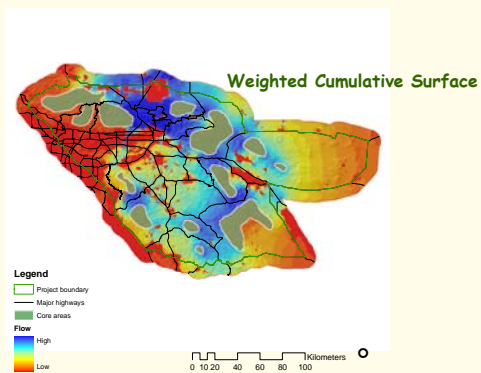 Weighted Cumulative Surface
Legend
Project boundary
Major highways
Core areas
Flow
High
Low
Kilometers
0 10 20 40 60 80 100